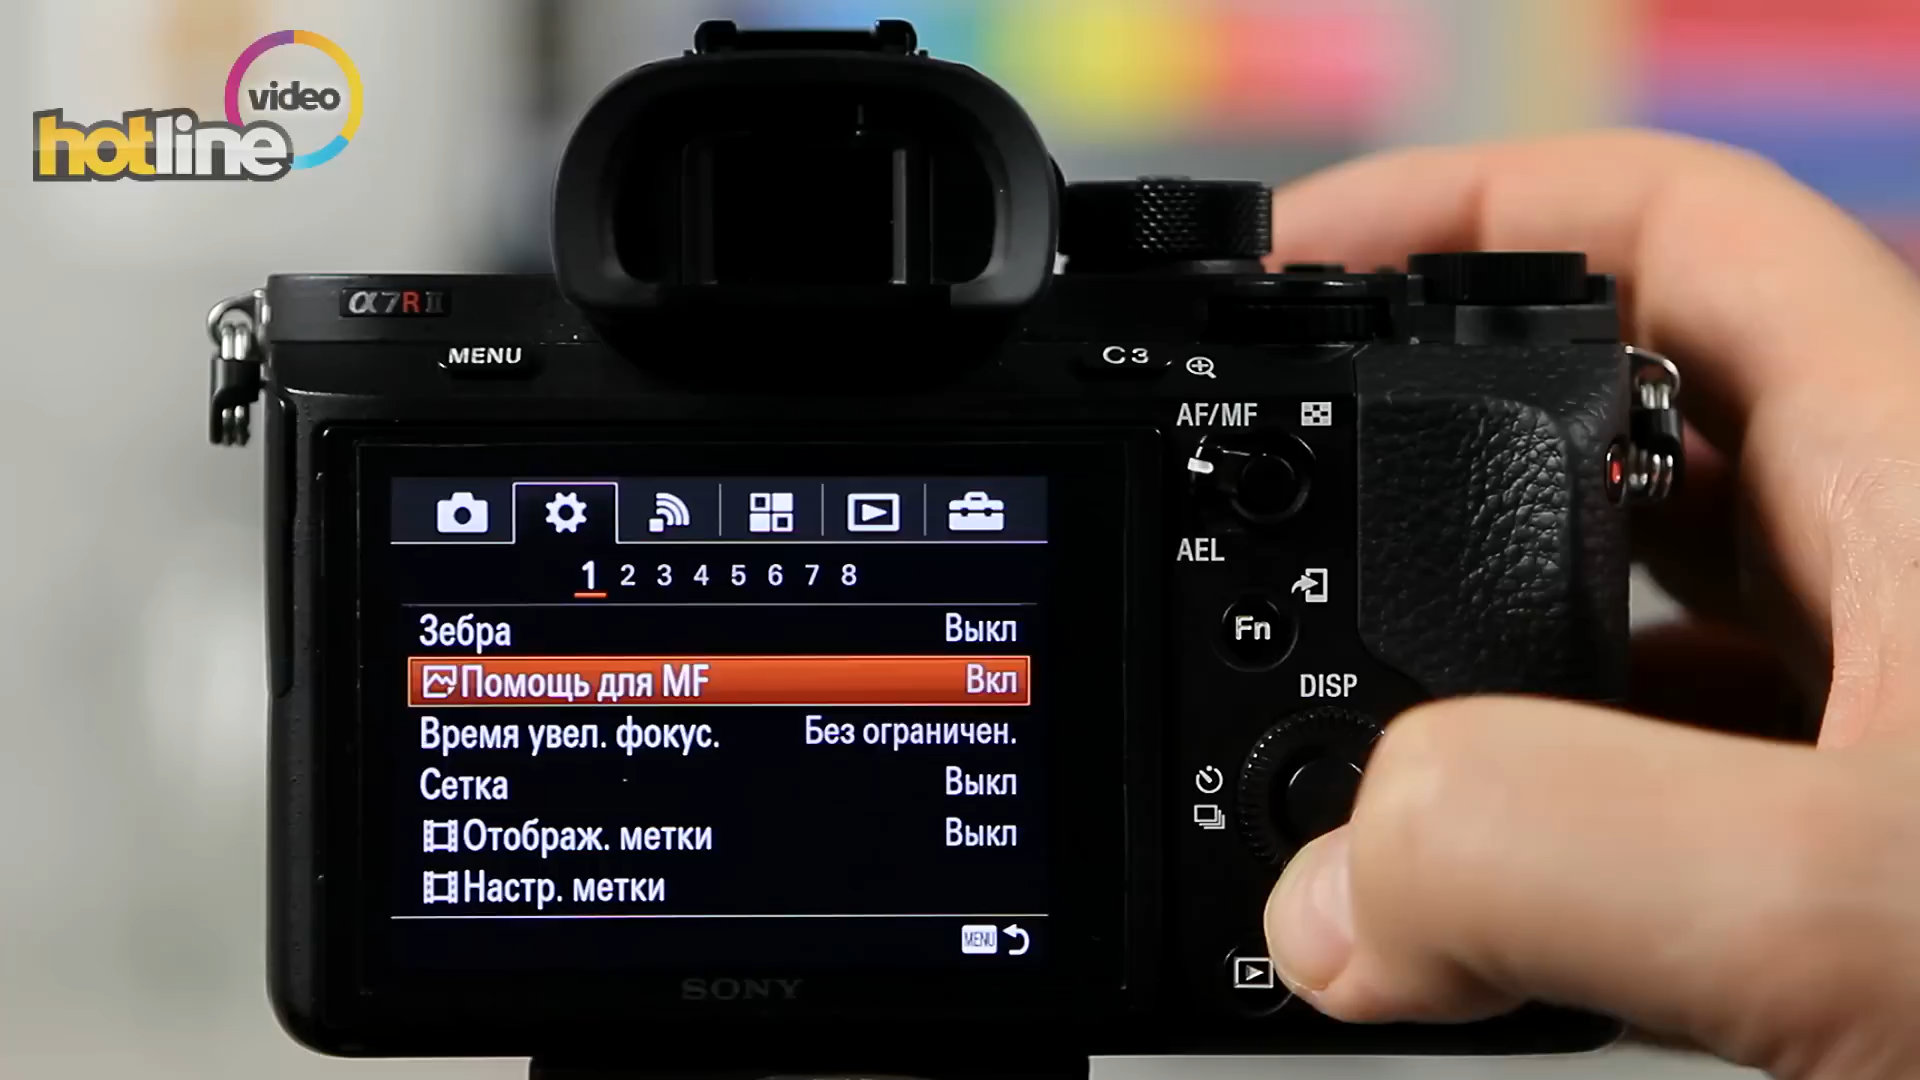 video
hotline
α7RII
MENU
C3
AF/MF
AEL
Fn
DISP
1 2 3 4 5 6 7 8
Зебра Выкл
Помощь для MF Вкл
Время увел. фокус. Без ограничен.
Сетка Выкл
Отображ. метки Выкл
Настр. метки
MENU
SONY